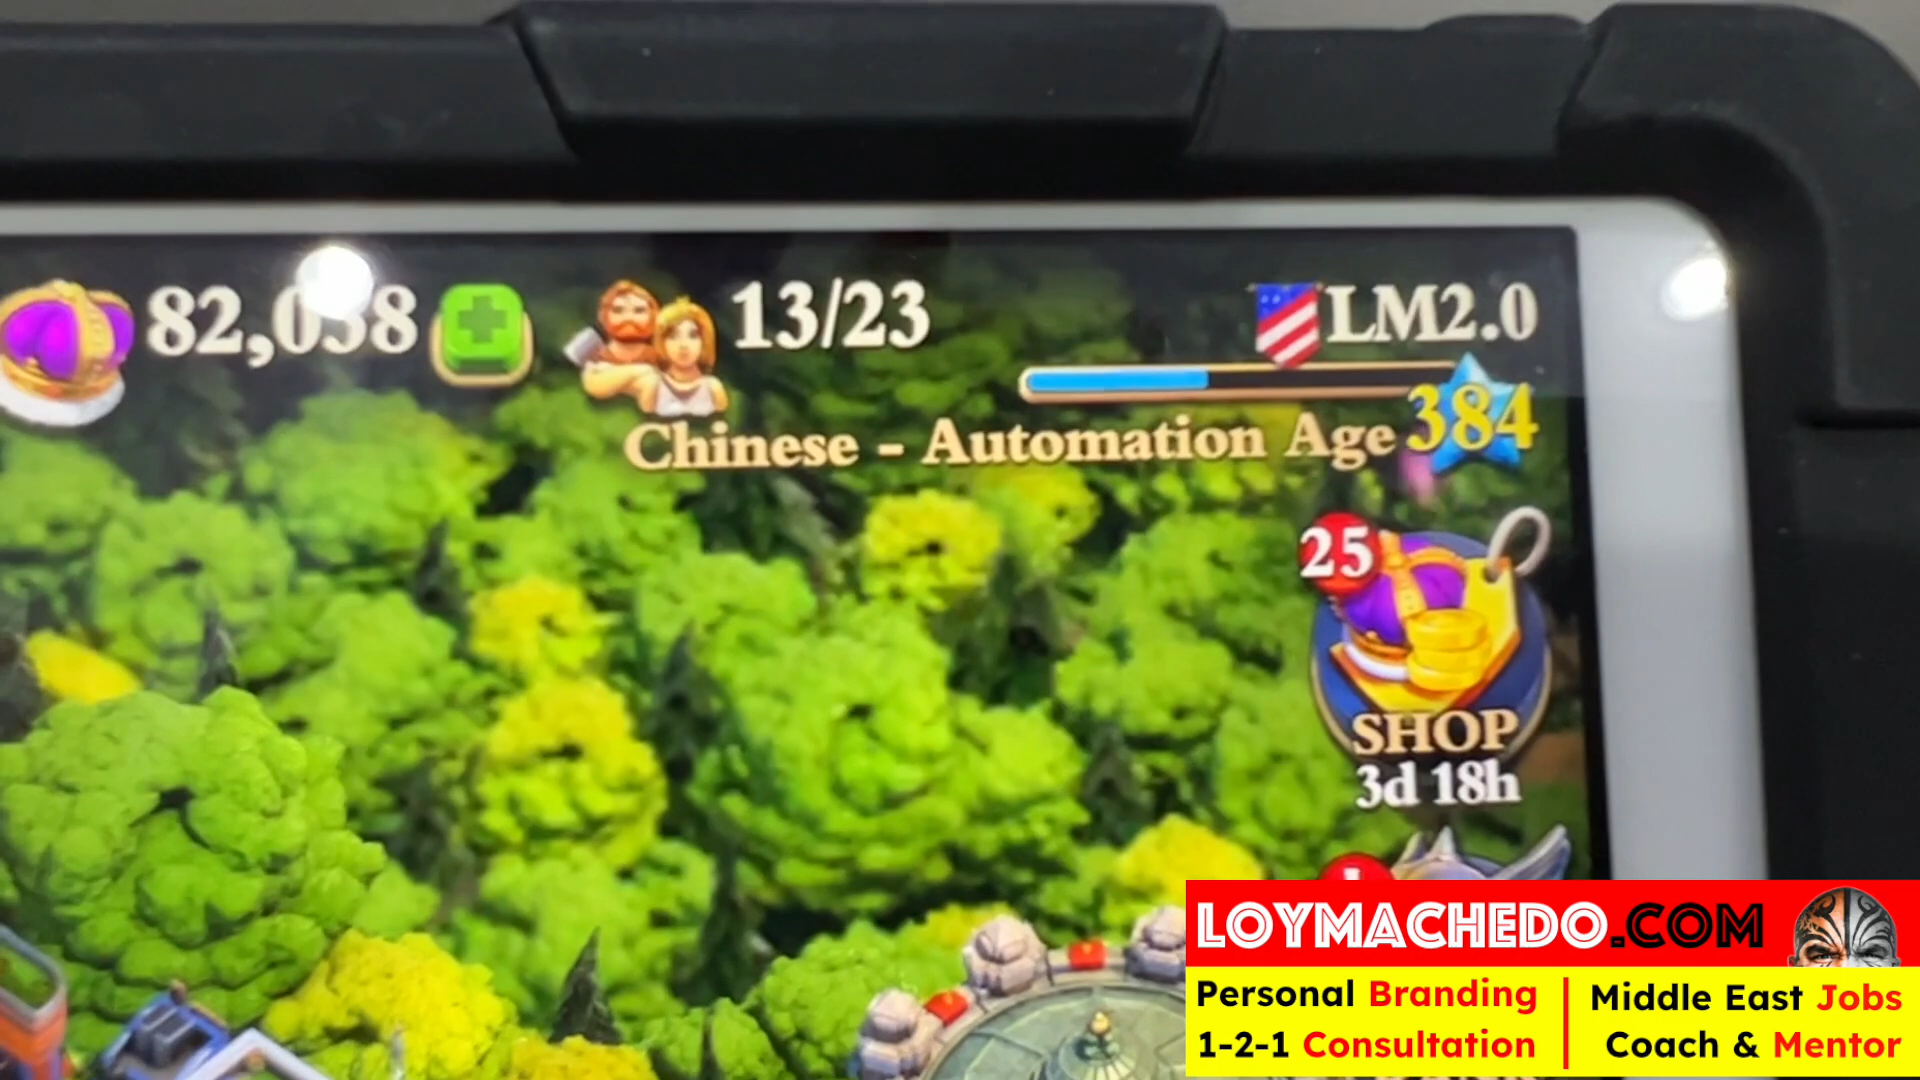 82,038
13/23
LM2.0
384
Chinese - Automation Age
25
SHOP
3d 18h
LOYMACHEDO.COM
Personal Branding
1-2-1 Consultation
Middle East Jobs
Coach & Mentor